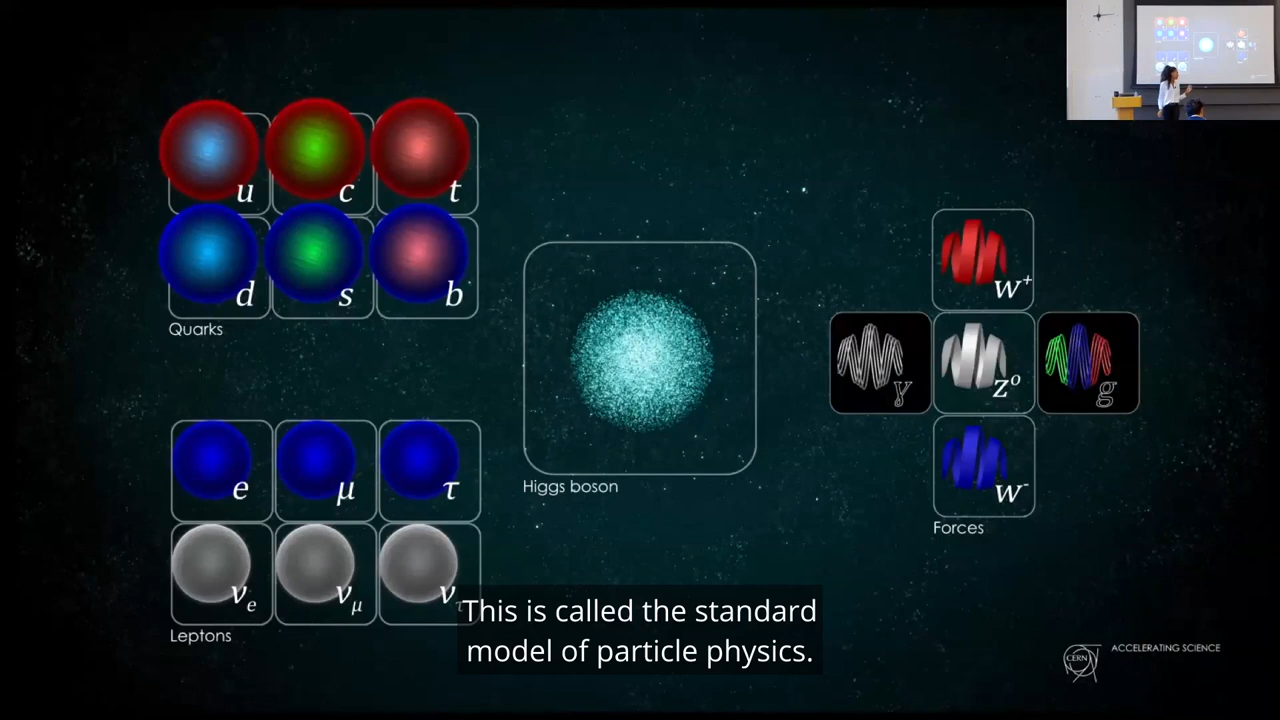 u c t
d s b
Quarks
e μ τ
νe νμ ν
Leptons
Higgs boson
W+
γ Z0 g
W-
Forces
This is called the standard
model of particle physics.
CERN
ACCELERATING SCIENCE